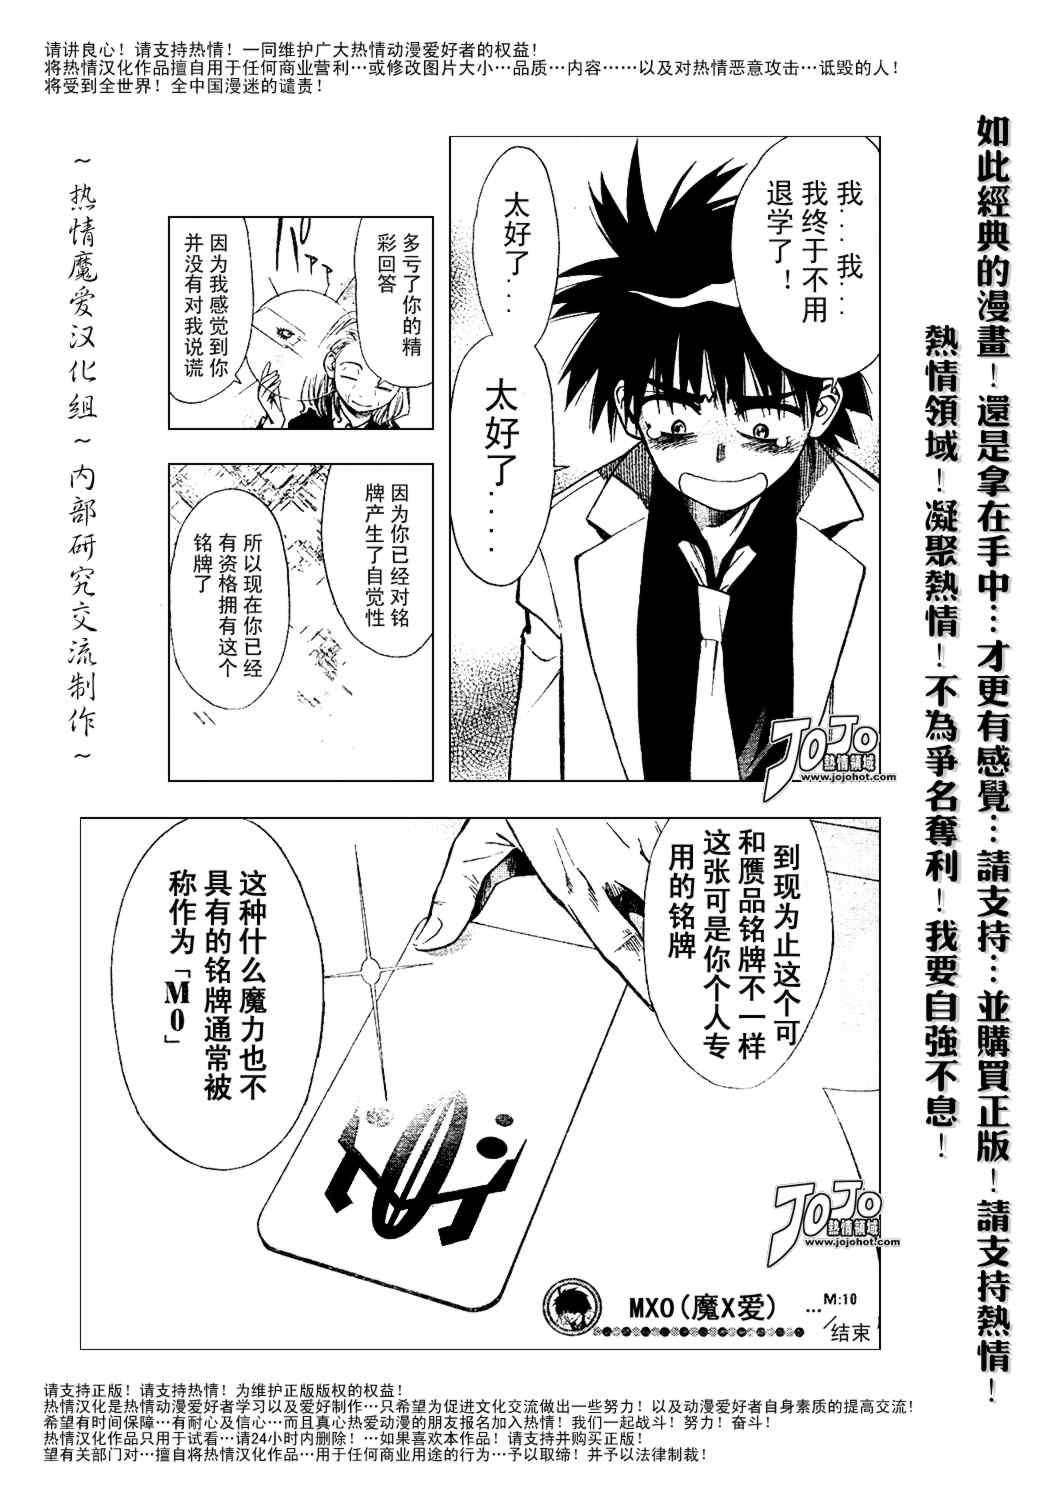 请讲良心！请支持热情！一同维护广大热情动漫爱好者的权益！
将热情汉化作品擅自用于任何商业营利…或修改图片大小…品质…内容……以及对热情恶意攻击…诋毁的人！
将受到全世界！全中国漫迷的谴责！
如此經典的漫畫！還是拿在手中…才更有感覺…請支持…並購買正版！請支持熱情！
熱情領域！凝聚熱情！不為爭名奪利！我要自強不息！
我‥‥我‥‥
我终于不用
退学了！
太好了‥‥
太好了‥‥‥
多亏了你的精
彩回答
因为我感觉到你
并没有对我说谎
因为你已经对铭
牌产生了自觉性
所以现在你已经
有资格拥有这个
铭牌了
JOJO
熱情領域
www.jojohot.com
到现为止这个可
和赝品铭牌不一样
这张可是你个人专
用的铭牌
这种什么魔力也不
具有的铭牌通常被
称作为「M0」
JOJO
熱情領域
www.jojohot.com
MX0(魔X爱)
…M:10
/结束
~热情魔爱汉化组~内部研究交流制作~
请支持正版！请支持热情！为维护正版版权的权益！
热情汉化是热情动漫爱好者学习以及爱好制作…只希望为促进文化交流做出一些努力！以及动漫爱好者自身素质的提高交流！
希望有时间保障…有耐心及信心…而且真心热爱动漫的朋友报名加入热情！我们一起战斗！努力！奋斗！
热情汉化作品只用于试看…请24小时内删除！…如果喜欢本作品！请支持并购买正版！
望有关部门对…擅自将热情汉化作品…用于任何商业用途的行为…予以取缔！并予以法律制裁！